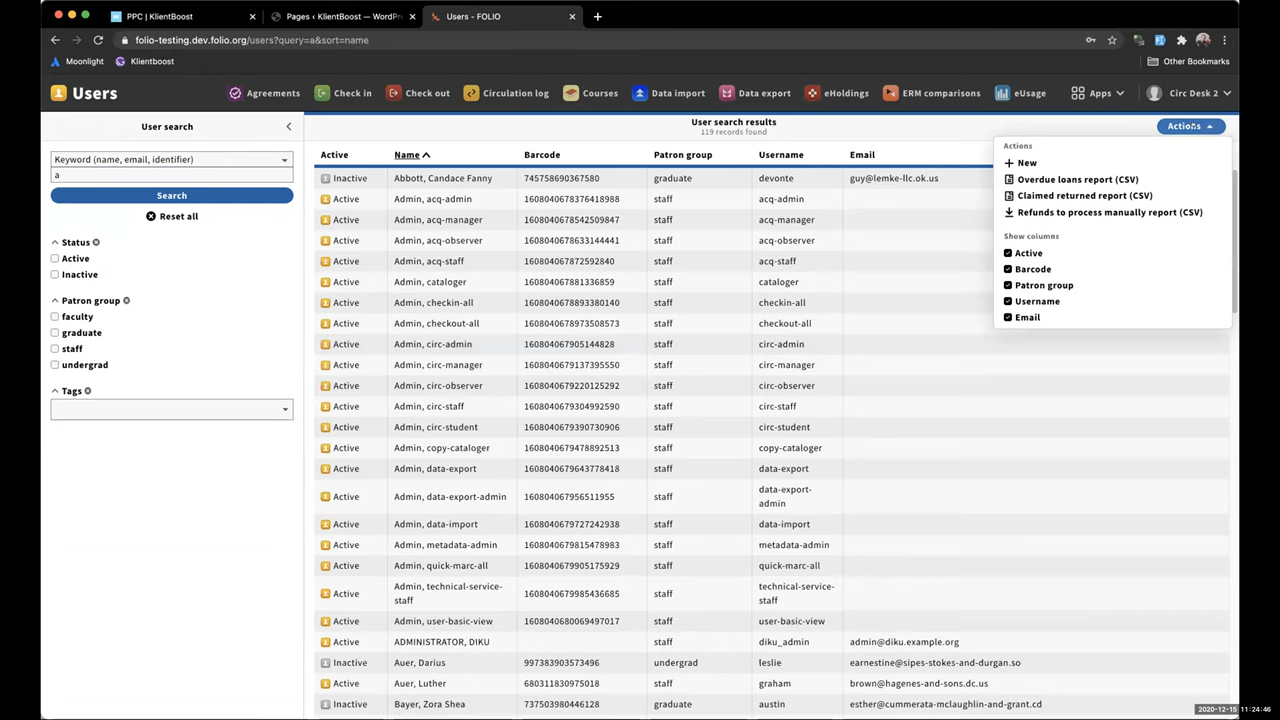 PPC | KlientBoost
Pages ‹ KlientBoost — WordPr
Users - FOLIO
folio-testing.dev.folio.org/users?query=a&sort=name
Moonlight
Klientboost
Other Bookmarks
Users
Agreements
Check in
Check out
Circulation log
Courses
Data import
Data export
eHoldings
ERM comparisons
eUsage
Apps
Circ Desk 2
User search
User search results
119 records found
Actions
Keyword (name, email, identifier)
a
Search
Reset all
Status
Active
Inactive
Patron group
faculty
graduate
staff
undergrad
Tags
Active Name Barcode Patron group Username Email
Inactive Abbott, Candace Fanny 745758690367580 graduate devonte guy@lemke-llc.ok.us
Active Admin, acq-admin 1608040678376418988 staff acq-admin
Active Admin, acq-manager 1608040678542509847 staff acq-manager
Active Admin, acq-observer 1608040678633144441 staff acq-observer
Active Admin, acq-staff 160804067872592840 staff acq-staff
Active Admin, cataloger 1608040678813​36859 staff cataloger
Active Admin, checkin-all 1608040678893380140 staff checkin-all
Active Admin, checkout-all 1608040678973508573 staff checkout-all
Active Admin, circ-admin 160804067905144828 staff circ-admin
Active Admin, circ-manager 1608040679137395550 staff circ-manager
Active Admin, circ-observer 1608040679220125292 staff circ-observer
Active Admin, circ-staff 1608040679304992590 staff circ-staff
Active Admin, circ-student 1608040679390730906 staff circ-student
Active Admin, copy-cataloger 1608040679478892513 staff copy-cataloger
Active Admin, data-export 1608040679643778418 staff data-export
Active Admin, data-export-admin 160804067956511955 staff data-export-
admin
Active Admin, data-import 1608040679727242938 staff data-import
Active Admin, metadata-admin 1608040679815478983 staff metadata-admin
Active Admin, quick-marc-all 1608040679905175929 staff quick-marc-all
Active Admin, technical-service-
staff 1608040679985436685 staff technical-service-
staff
Active Admin, user-basic-view 1608040680069497017 staff user-basic-view
Active ADMINISTRATOR, DIKU staff diku_admin admin@diku.example.org
Inactive Auer, Darius 997383903573496 undergrad leslie earnestine@sipes-stokes-and-durgan.so
Active Auer, Luther 680311830975018 staff graham brown@hagenes-and-sons.dc.us
Inactive Bayer, Zora Shea 737503980446128 graduate austin esther@cummerata-mclaughlin-and-grant.cd
Actions
New
Overdue loans report (CSV)
Claimed returned report (CSV)
Refunds to process manually report (CSV)
Show columns
Active
Barcode
Patron group
Username
Email
2020-12-15 11:24:46